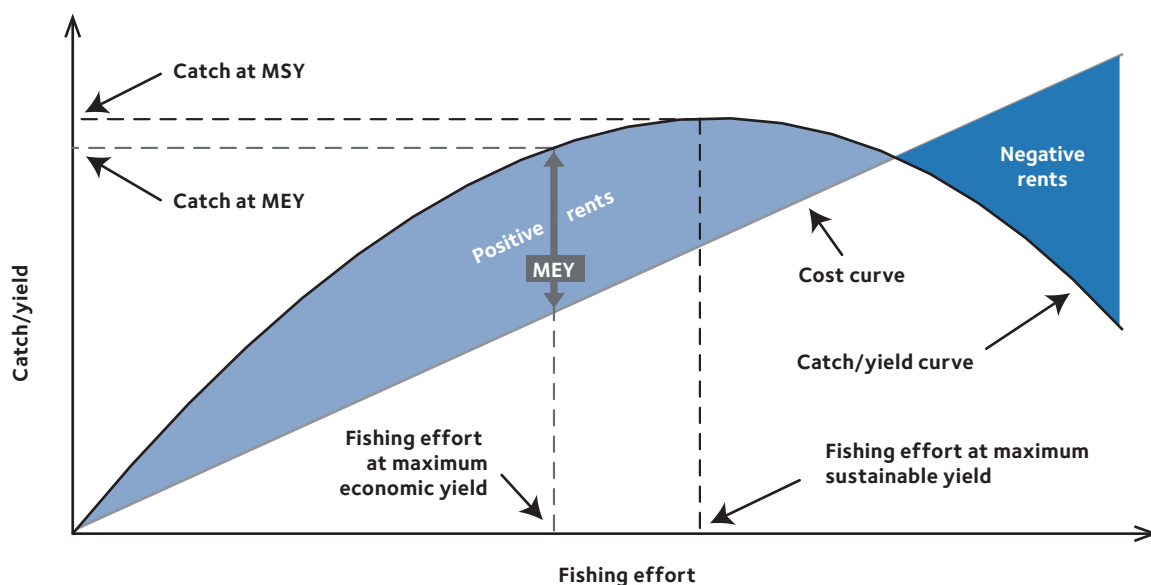 Catch at MSY
Catch at MEY
Positive rents
MEY
Negative
rents
Cost curve
Catch/yield curve
Catch/yield
Fishing effort
at maximum
economic yield
Fishing effort at maximum
sustainable yield
Fishing effort